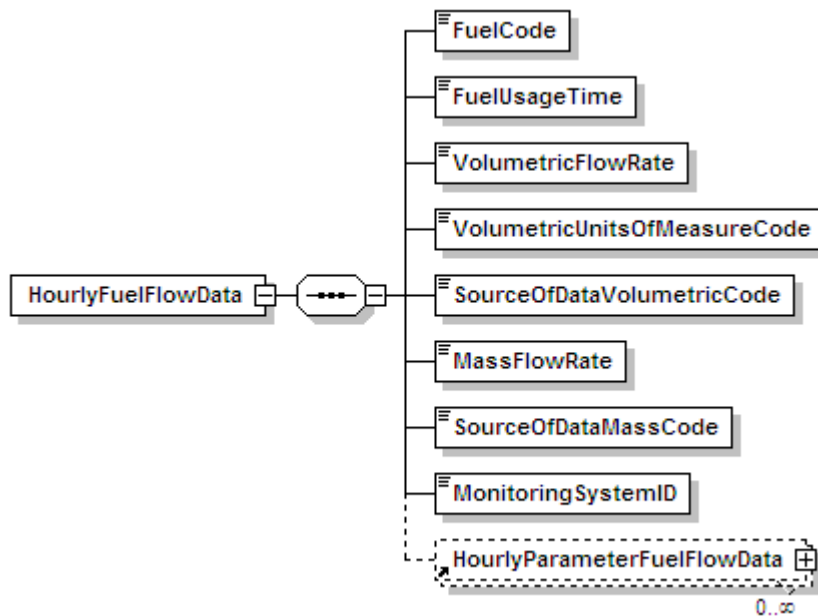 FuelCode
FuelUsageTime
VolumetricFlowRate
VolumetricUnitsOfMeasureCode
HourlyFuelFlowData
SourceOfDataVolumetricCode
MassFlowRate
SourceOfDataMassCode
MonitoringSystemID
HourlyParameterFuelFlowData
0..∞